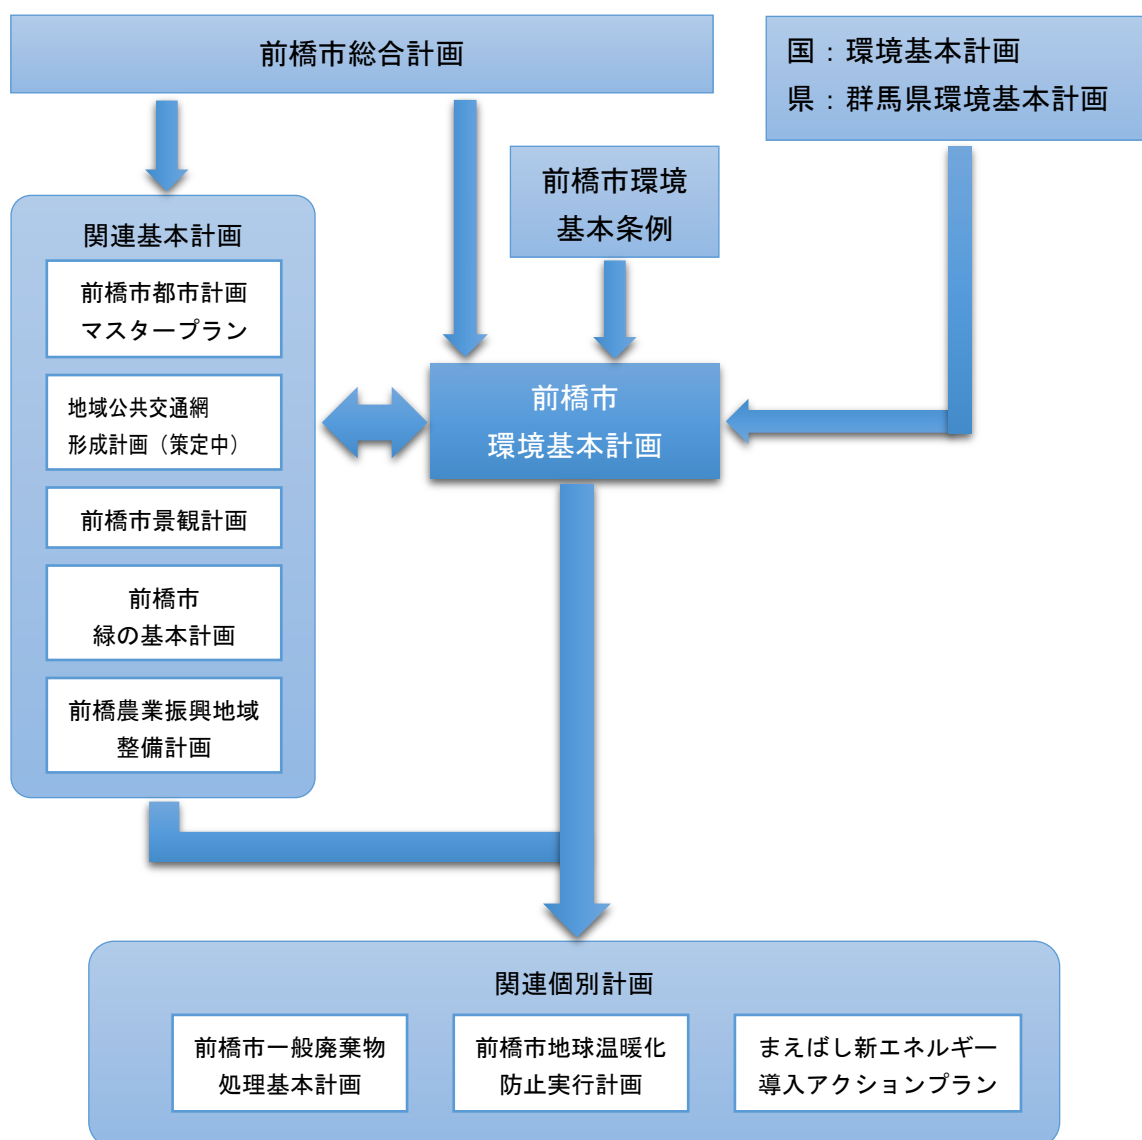 前橋市総合計画
国：環境基本計画
県：群馬県環境基本計画
前橋市環境
基本条例
関連基本計画
前橋市都市計画
マスタープラン
地域公共交通網
形成計画（策定中）
前橋市景観計画
前橋市
緑の基本計画
前橋農業振興地域
整備計画
前橋市
環境基本計画
関連個別計画
前橋市一般廃棄物
処理基本計画
前橋市地球温暖化
防止実行計画
まえばし新エネルギー
導入アクションプラン